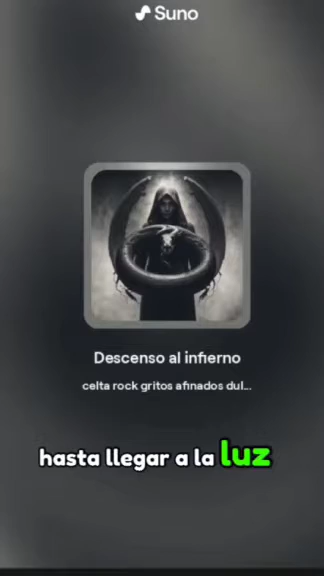 Suno
Descenso al infierno
celta rock gritos afinados dul...
hasta llegar a la luz